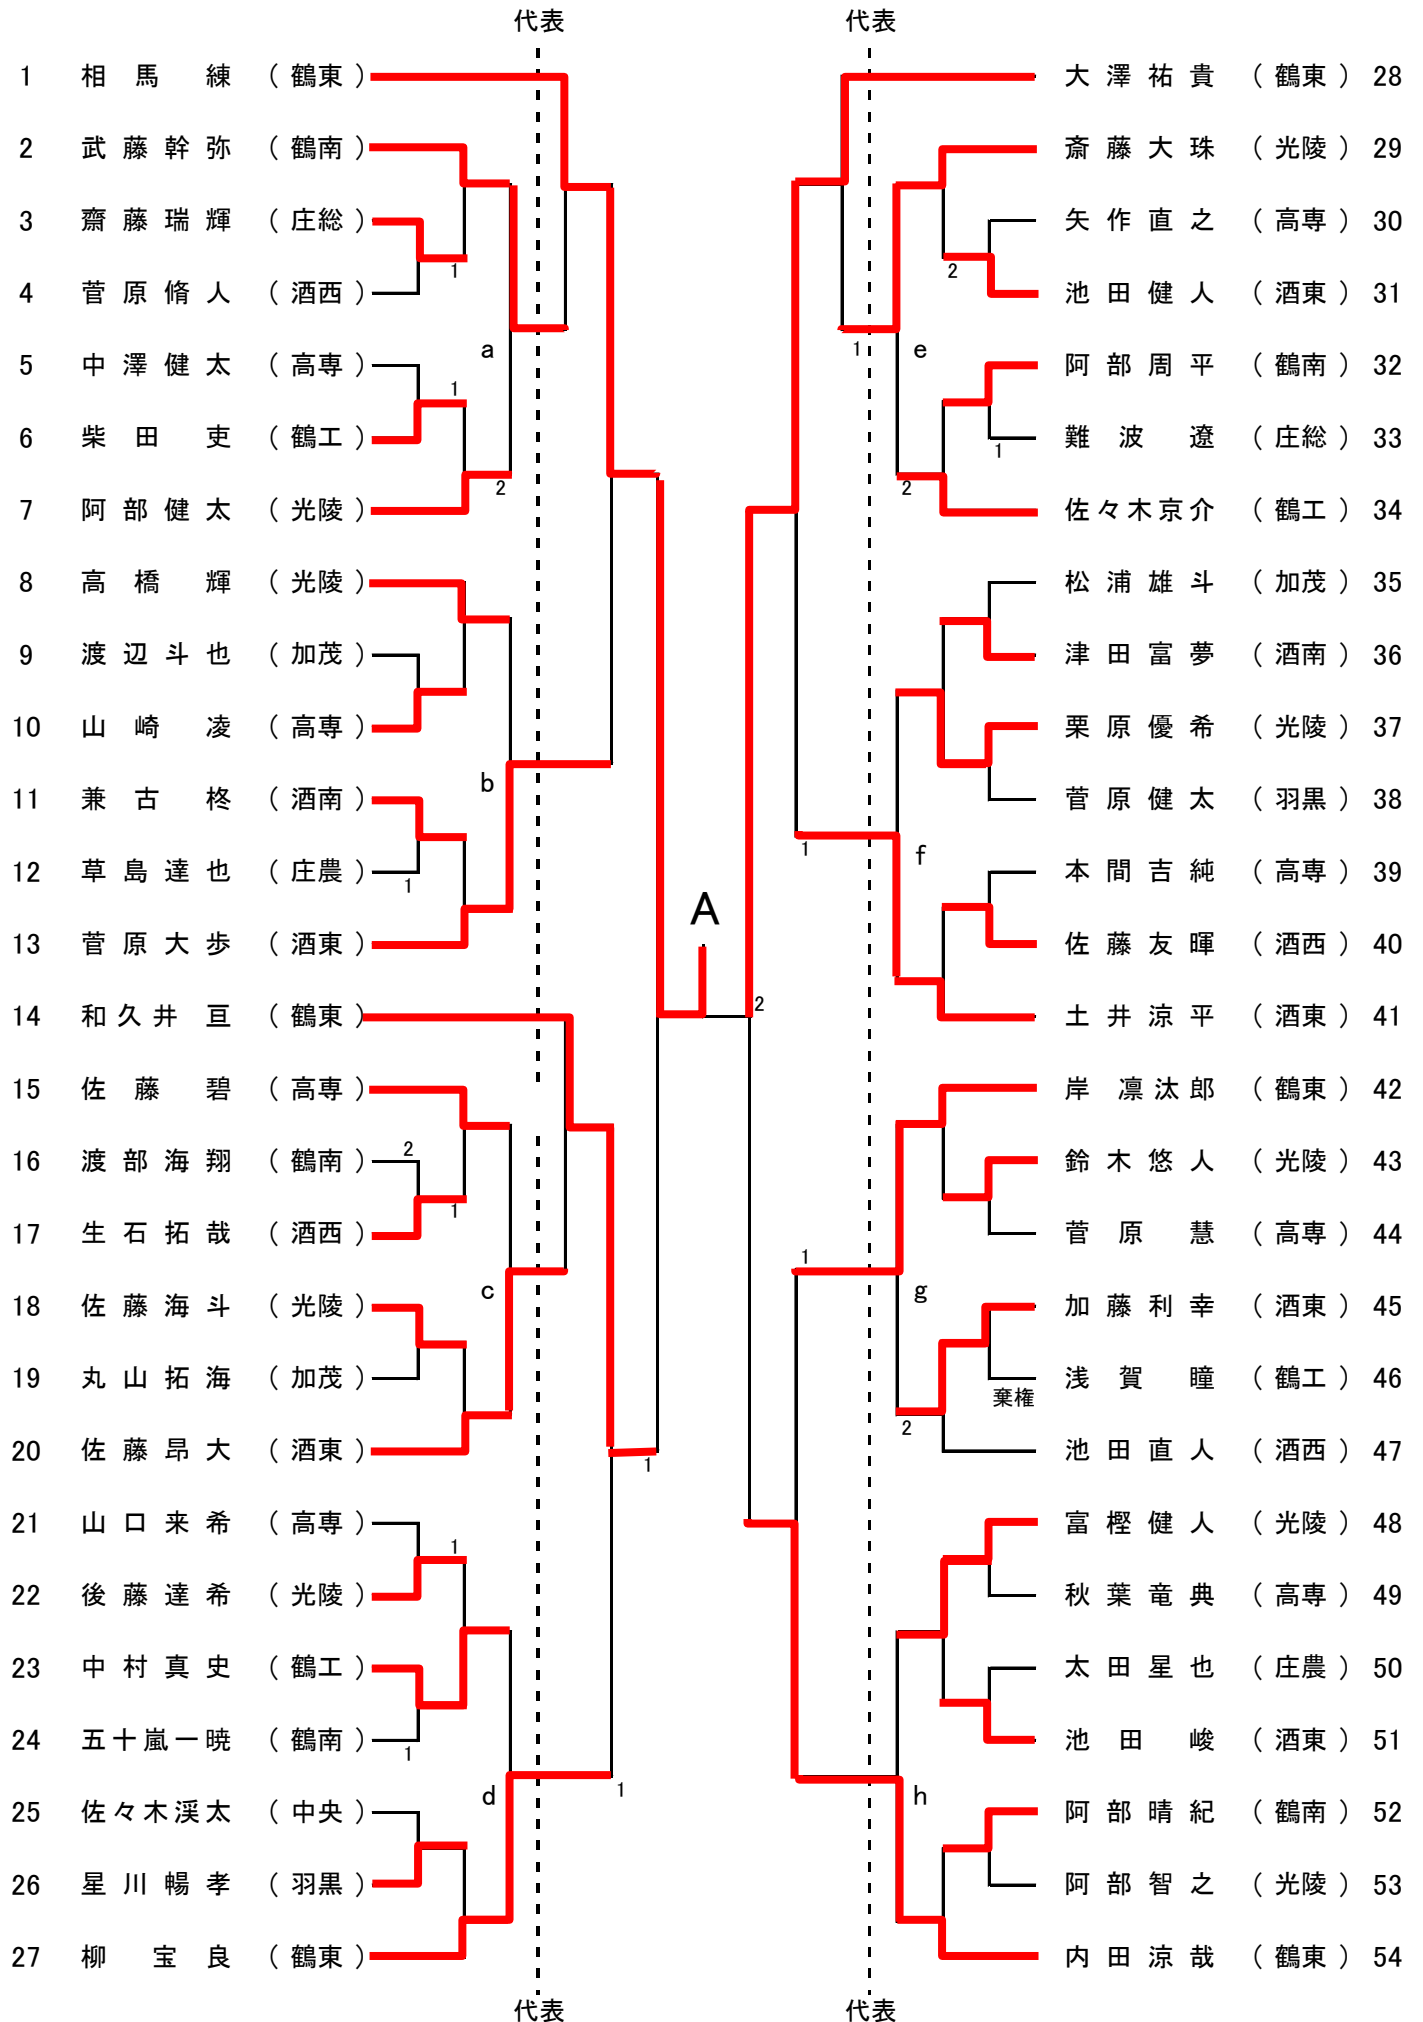 代表 代表
1 相馬 練 (鶴東)
2 武藤幹弥 (鶴南)
3 齋藤瑞輝 (庄総)
1
4 菅原脩人 (酒西)
a
5 中澤健太 (高専)
1
6 柴田 吏 (鶴工)
2
7 阿部健太 (光陵)
8 高橋 輝 (光陵)
9 渡辺斗也 (加茂)
10 山崎 凌 (高専)
b
11 兼古 柊 (酒南)
12 草島達也 (庄農)
1
13 菅原大歩 (酒東)
14 和久井 亘 (鶴東)
15 佐藤 碧 (高専)
16 渡部海翔 (鶴南)
2
1
17 生石拓哉 (酒西)
c
18 佐藤海斗 (光陵)
19 丸山拓海 (加茂)
20 佐藤昂大 (酒東)
1
21 山口来希 (高専)
1
22 後藤達希 (光陵)
23 中村真史 (鶴工)
24 五十嵐一暁 (鶴南)
1
d
1
25 佐々木渓太 (中央)
26 星川暢孝 (羽黒)
27 柳 宝良 (鶴東)
A
2
大澤祐貴 (鶴東) 28
斎藤大珠 (光陵) 29
矢作直之 (高専) 30
2
池田健人 (酒東) 31
1
e
阿部周平 (鶴南) 32
難波 遼 (庄総) 33
1
2
佐々木京介 (鶴工) 34
松浦雄斗 (加茂) 35
津田富夢 (酒南) 36
栗原優希 (光陵) 37
菅原健太 (羽黒) 38
1
f
本間吉純 (高専) 39
佐藤友暉 (酒西) 40
土井涼平 (酒東) 41
岸 凛汰郎 (鶴東) 42
鈴木悠人 (光陵) 43
菅原 慧 (高専) 44
1
g
加藤利幸 (酒東) 45
浅賀 瞳 (鶴工) 46
棄権
2
池田直人 (酒西) 47
富樫健人 (光陵) 48
秋葉竜典 (高専) 49
太田星也 (庄農) 50
池田 峻 (酒東) 51
h
阿部晴紀 (鶴南) 52
阿部智之 (光陵) 53
内田涼哉 (鶴東) 54
代表 代表